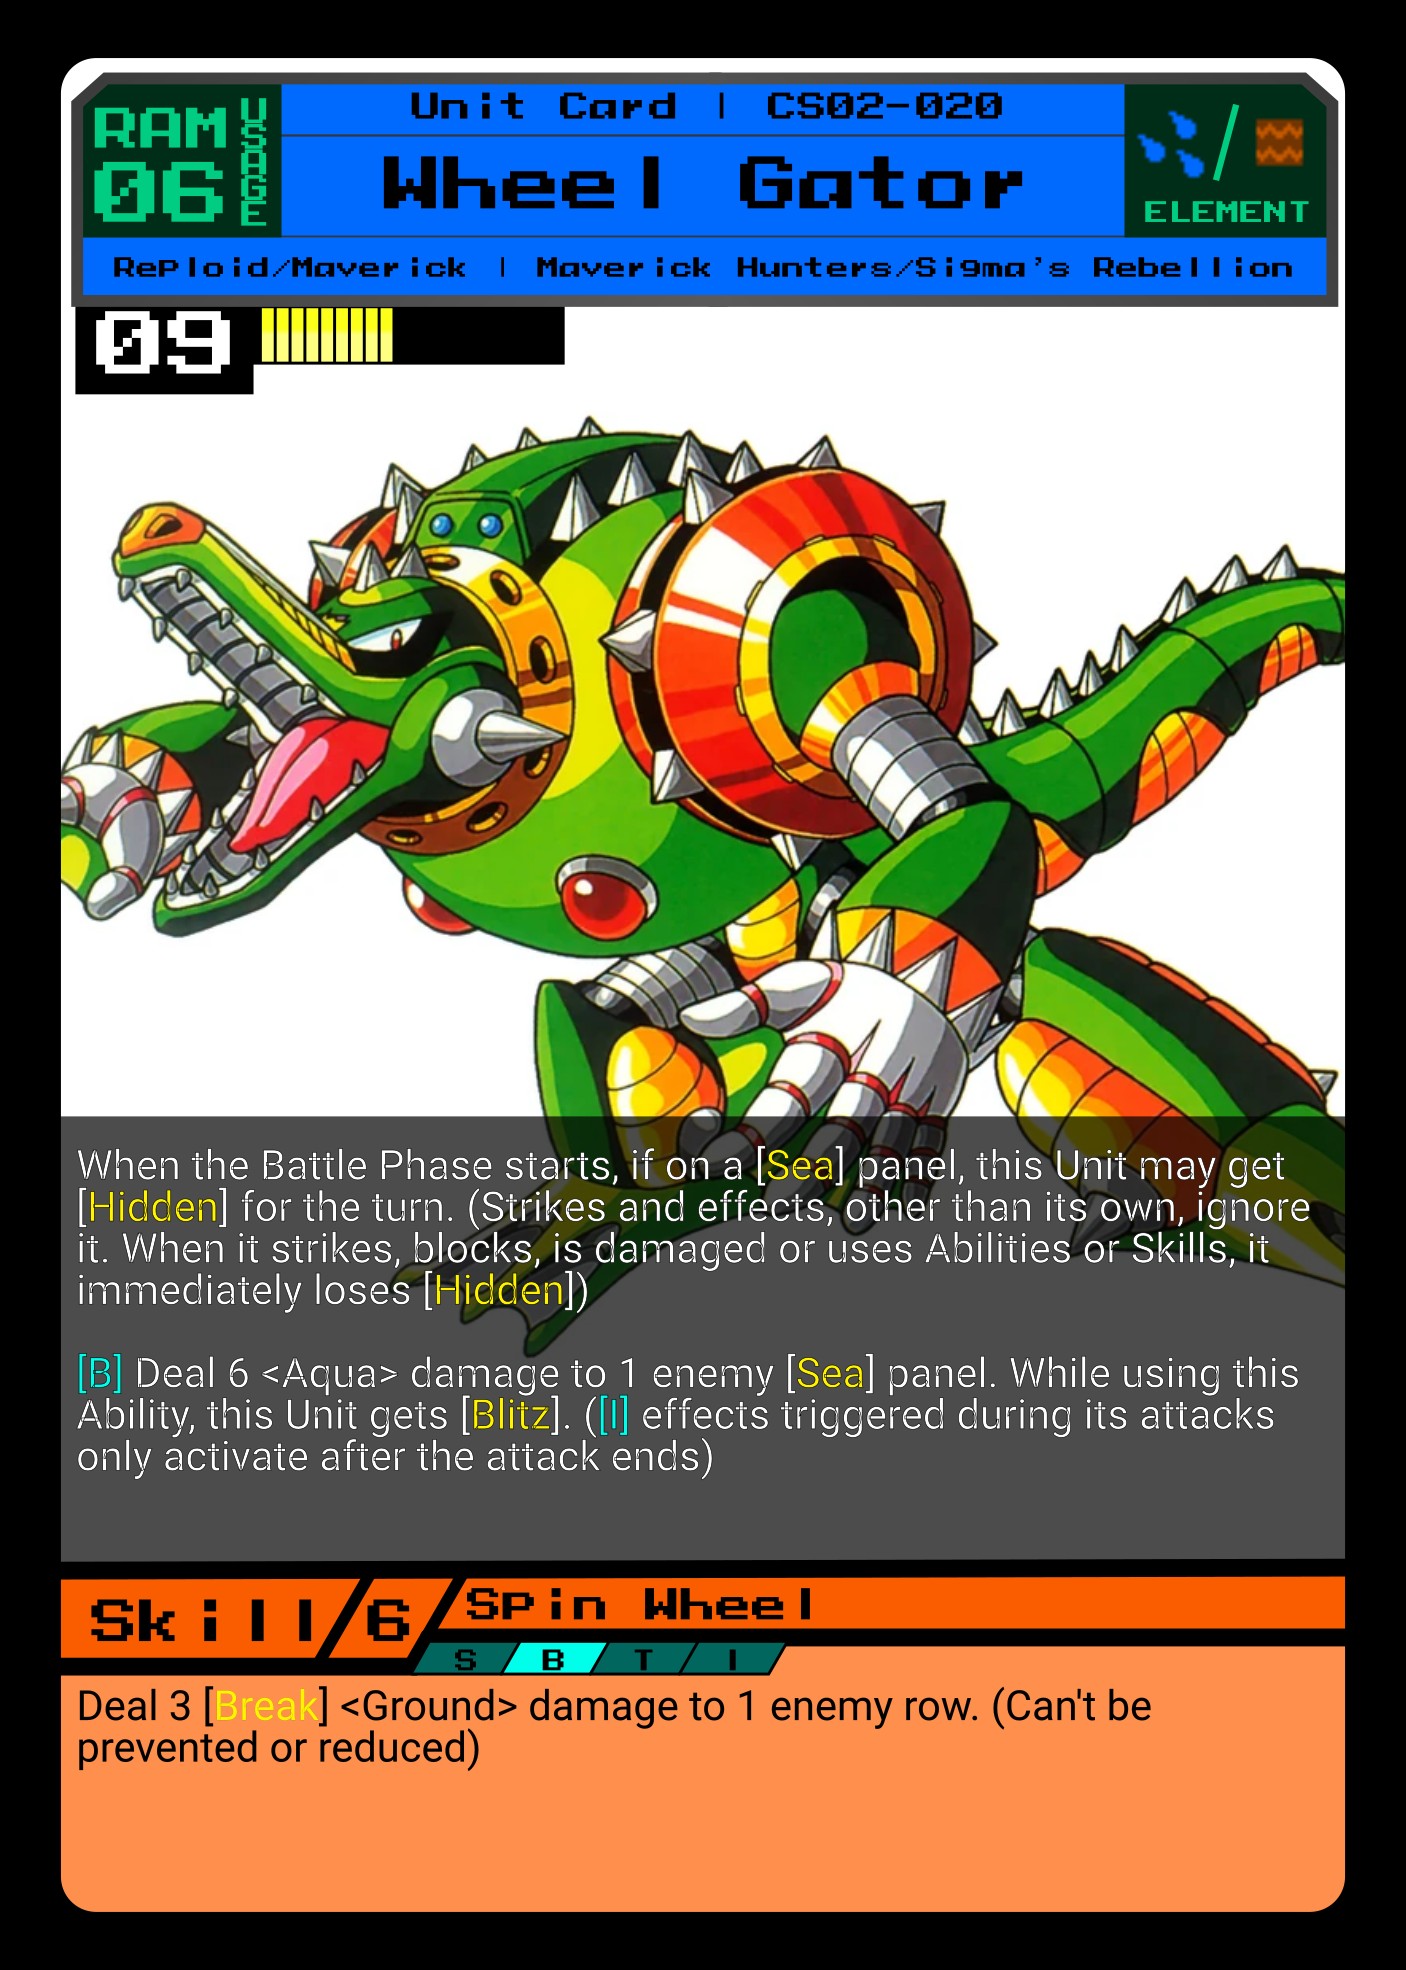 RAM
06
USAGE
Unit Card | CS02-020
Wheel Gator
ELEMENT
Reploid/Maverick | Maverick Hunters/Sigma's Rebellion
09
When the Battle Phase starts, if on a [Sea] panel, this Unit may get
[Hidden] for the turn. (Strikes and effects, other than its own, ignore
it. When it strikes, blocks, is damaged or uses Abilities or Skills, it
immediately loses [Hidden])
[B] Deal 6 <Aqua> damage to 1 enemy [Sea] panel. While using this
Ability, this Unit gets [Blitz]. ([I] effects triggered during its attacks
only activate after the attack ends)
Skill/6/Spin Wheel
S B T I
Deal 3 [Break] <Ground> damage to 1 enemy row. (Can't be
prevented or reduced)